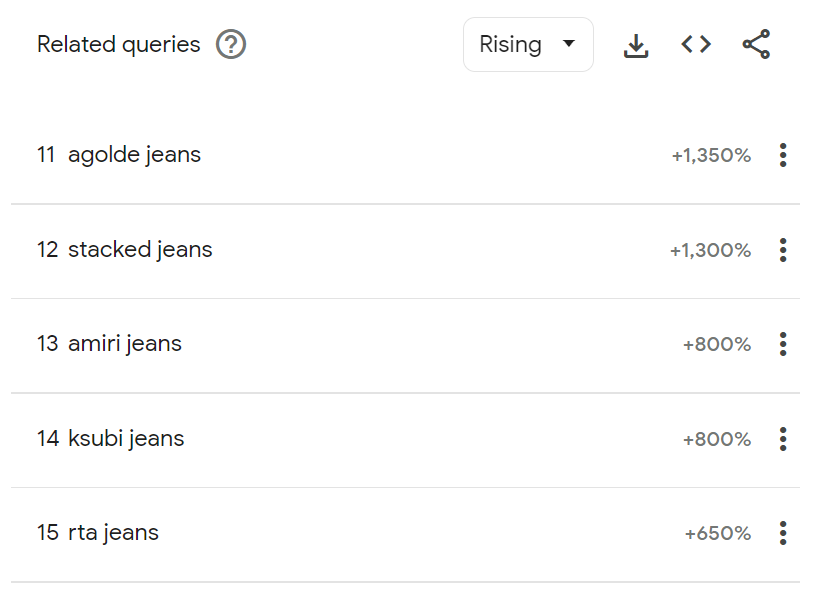 Related queries ? Rising
11 agolde jeans +1,350%
12 stacked jeans +1,300%
13 amiri jeans +800%
14 ksubi jeans +800%
15 rta jeans +650%